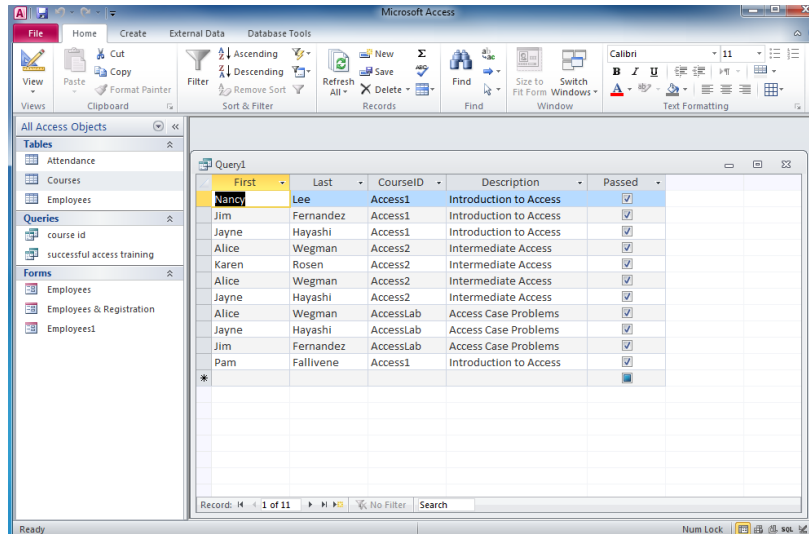 Microsoft Access
File Home Create External Data Database Tools
View
Views
Paste
Cut
Copy
Format Painter
Clipboard
Filter
Ascending
Descending
Remove Sort
Sort & Filter
Refresh All
New
Save
Delete
Σ
Records
Find
Find
Size to Fit Form
Switch Windows
Window
Calibri 11
B I U
A
Text Formatting
All Access Objects
Tables
Attendance
Courses
Employees
Queries
course id
successful access training
Forms
Employees
Employees & Registration
Employees1
Query1
First Last CourseID Description Passed
Nancy Lee Access1 Introduction to Access
Jim Fernandez Access1 Introduction to Access
Jayne Hayashi Access1 Introduction to Access
Alice Wegman Access2 Intermediate Access
Karen Rosen Access2 Intermediate Access
Alice Wegman Access2 Intermediate Access
Jayne Hayashi Access2 Intermediate Access
Alice Wegman AccessLab Access Case Problems
Jayne Hayashi AccessLab Access Case Problems
Jim Fernandez AccessLab Access Case Problems
Pam Fallivene Access1 Introduction to Access
Record: 1 of 11 No Filter Search
Ready Num Lock SQL